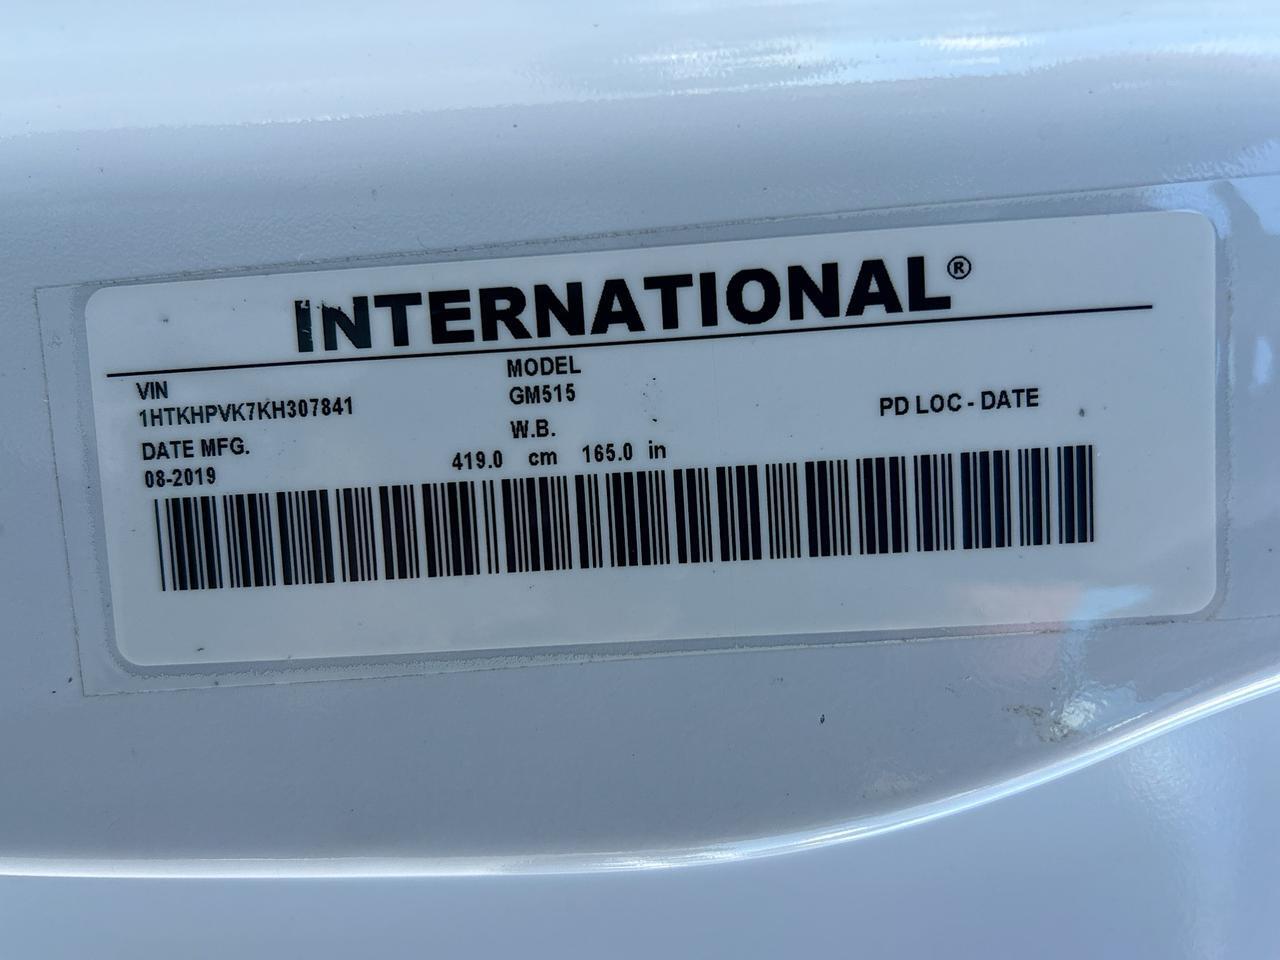 INTERNATIONAL®
VIN
1HTKHPVK7KH307841
MODEL
GM515
PD LOC - DATE
DATE MFG.
08-2019
W.B.
419.0 cm 165.0 in